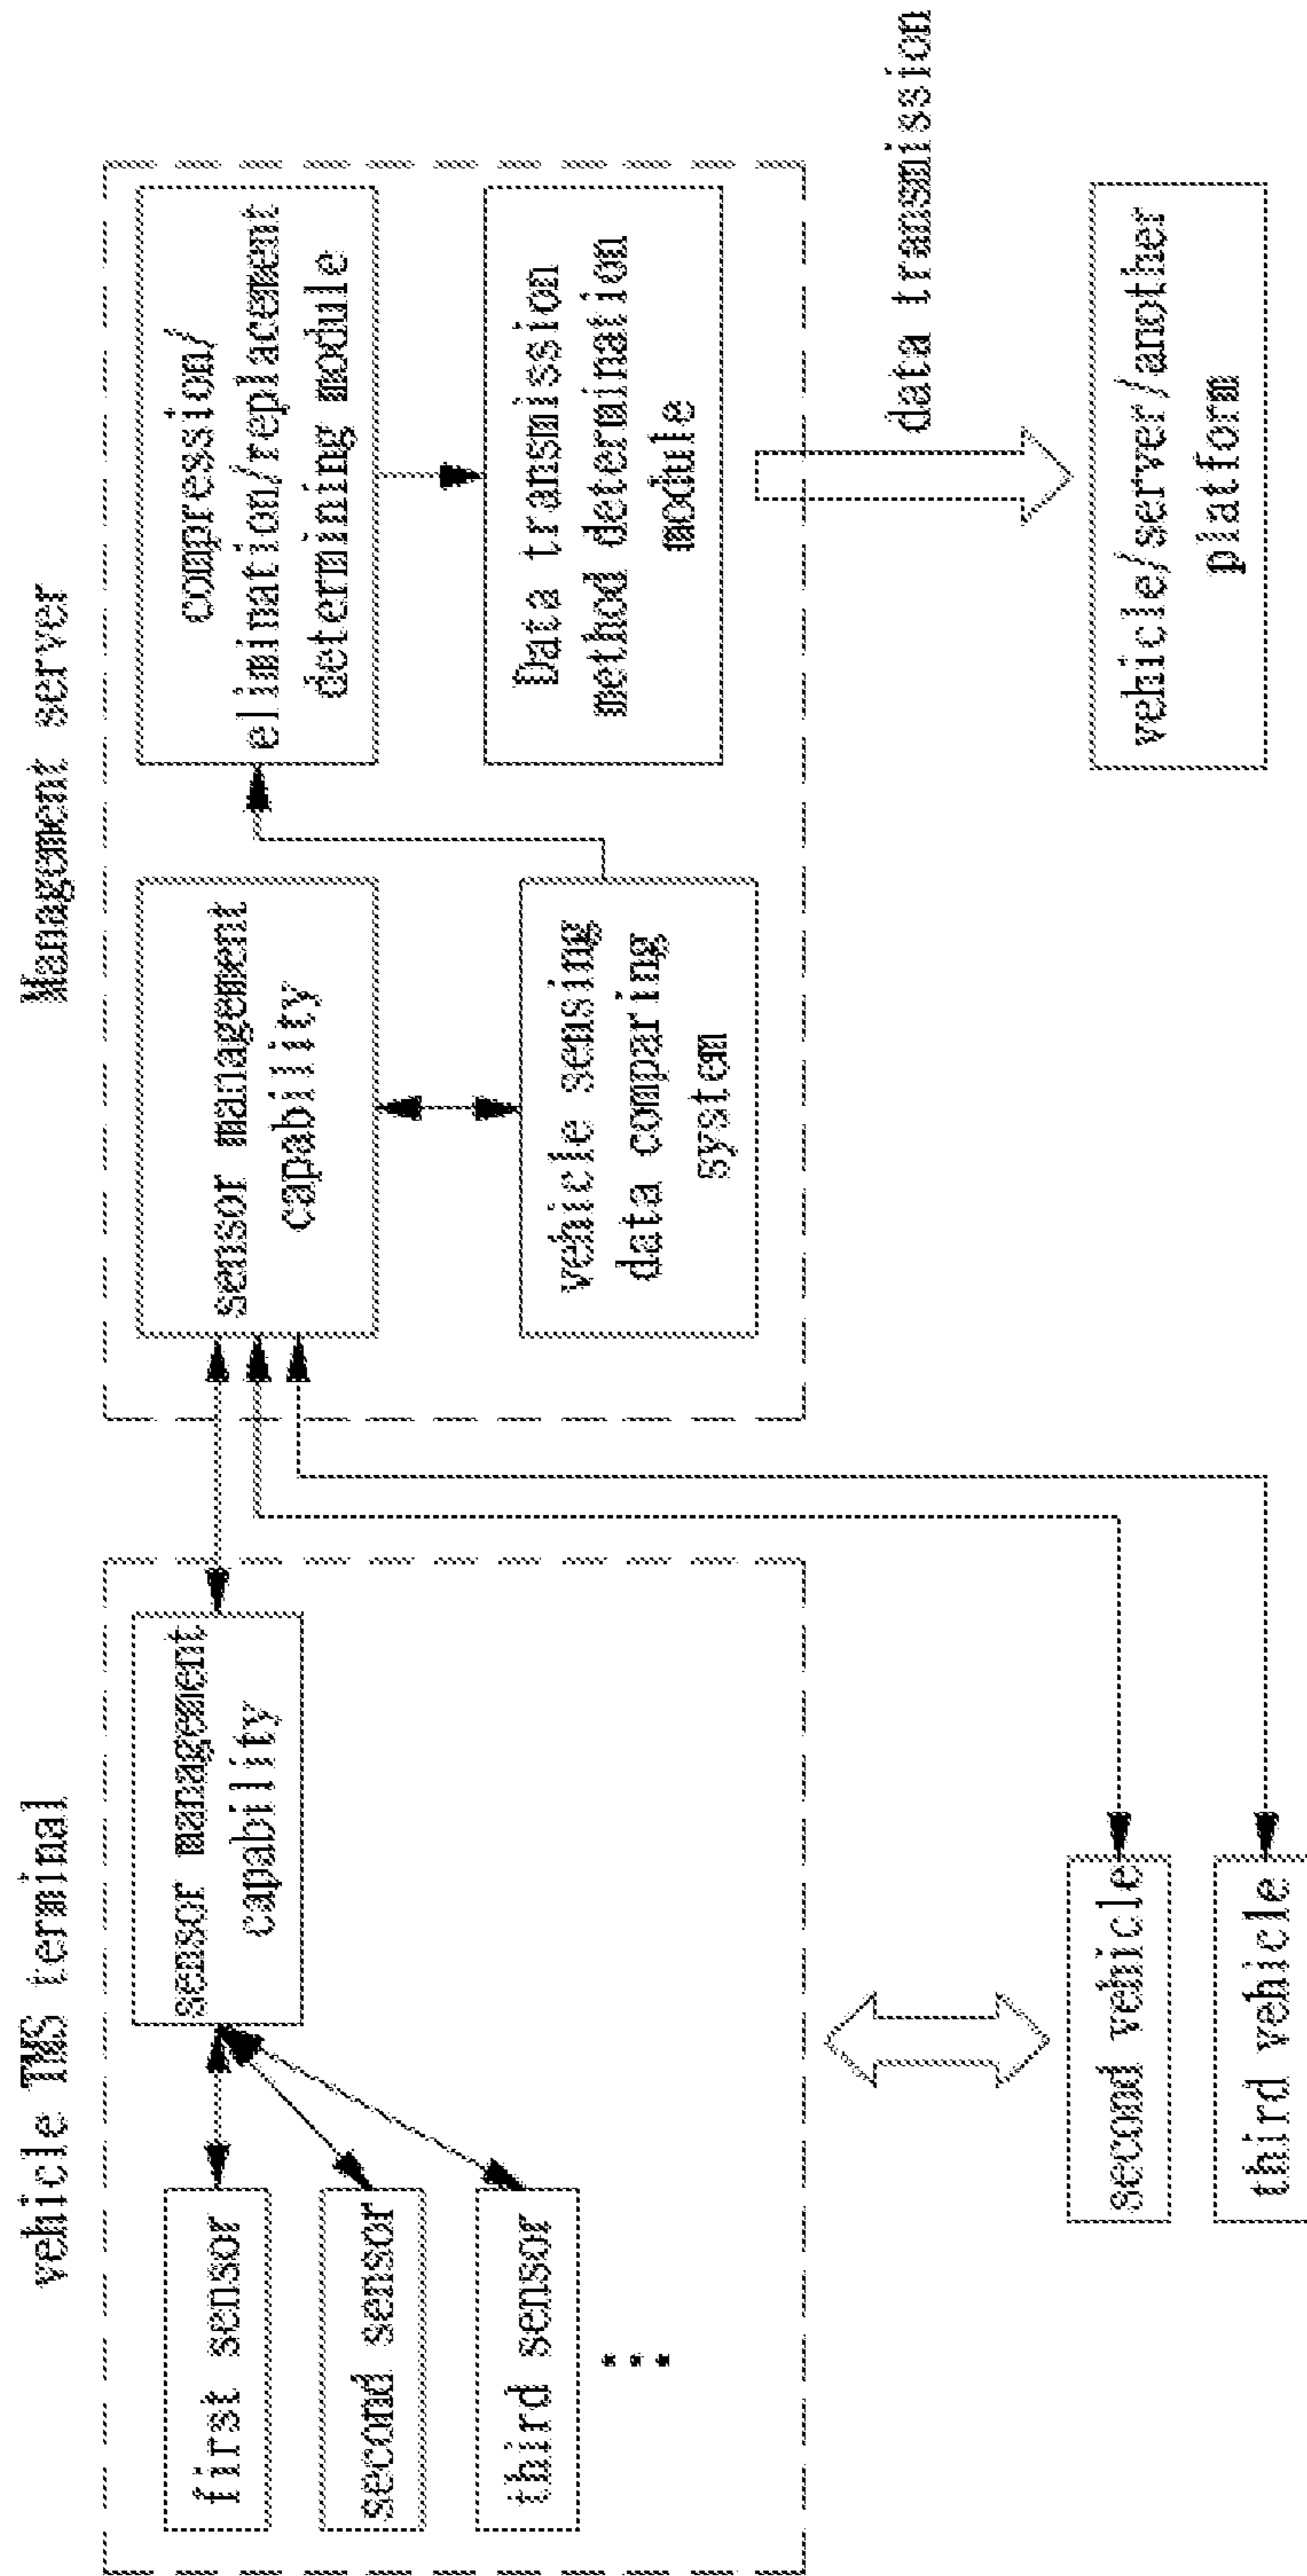 vehicle TMS terminal
first sensor
second sensor
third sensor
...
sensor management
capability
second vehicle
third vehicle
Management server
sensor management
capability
vehicle sensing
data comparing
system
compression/
elimination/replacement
determining module
Data transmission
method determination
module
data transmission
vehicle/server/another
platform